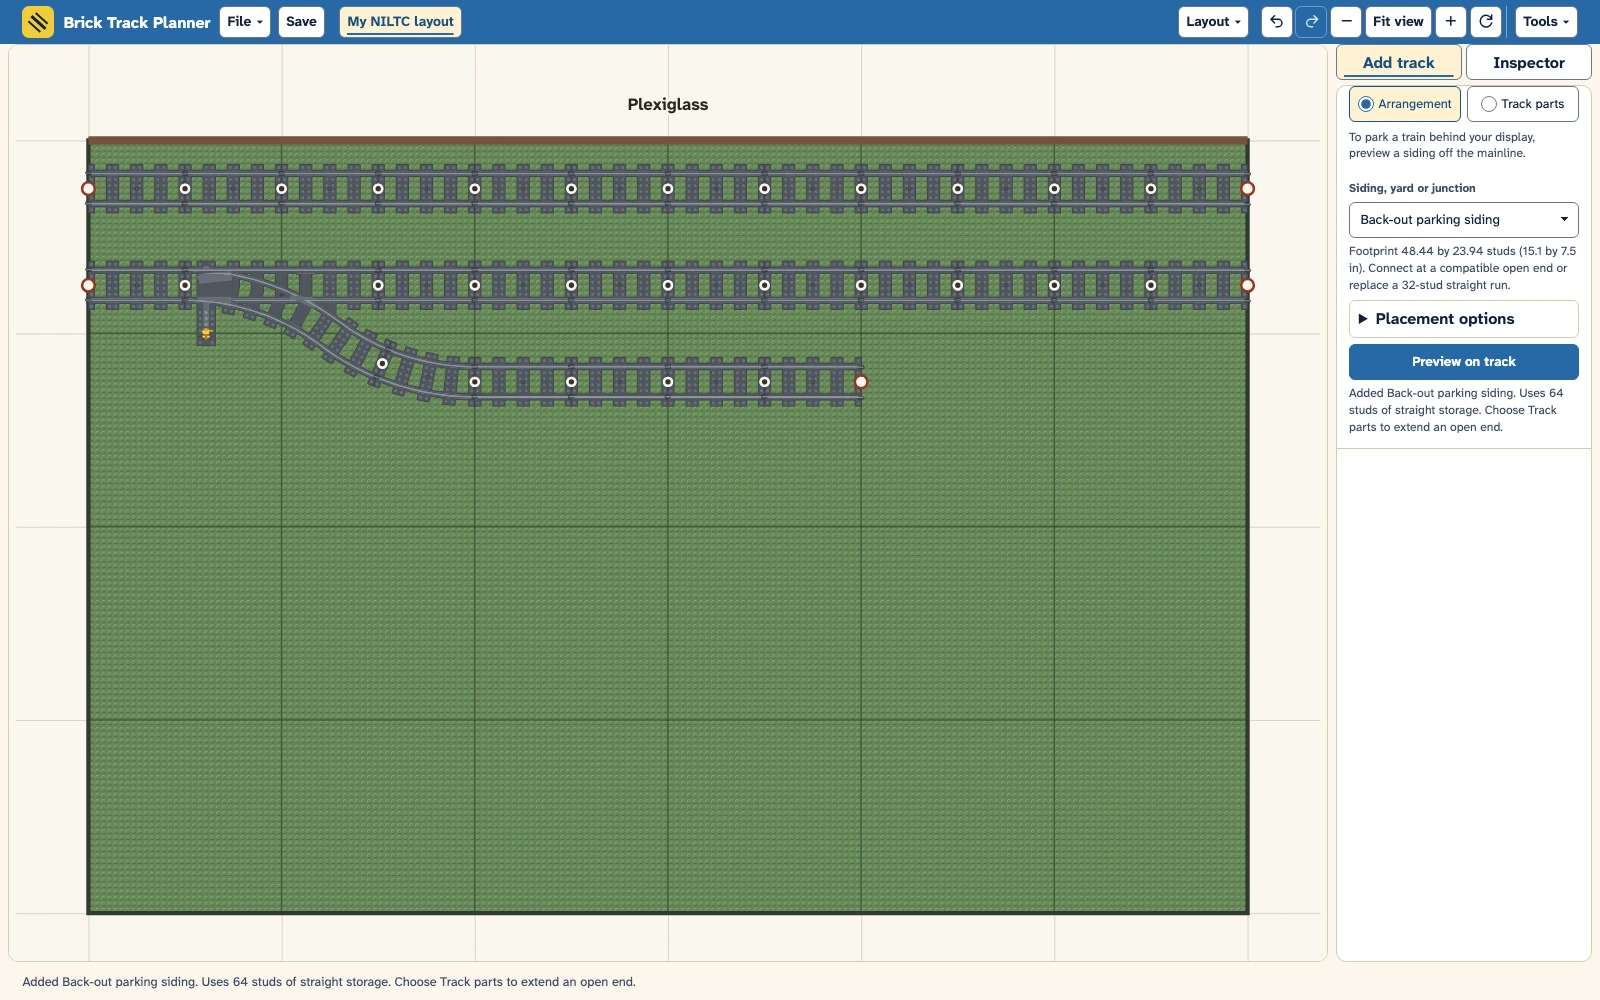 Brick Track Planner
File
Save
My NILTC layout
Layout
Fit view
Tools
Plexiglass
Add track
Inspector
Arrangement
Track parts
To park a train behind your display,
preview a siding off the mainline.
Siding, yard or junction
Back-out parking siding
Footprint 48.44 by 23.94 studs (15.1 by 7.5
in). Connect at a compatible open end or
replace a 32-stud straight run.
Placement options
Preview on track
Added Back-out parking siding. Uses 64
studs of straight storage. Choose Track
parts to extend an open end.
Added Back-out parking siding. Uses 64 studs of straight storage. Choose Track parts to extend an open end.